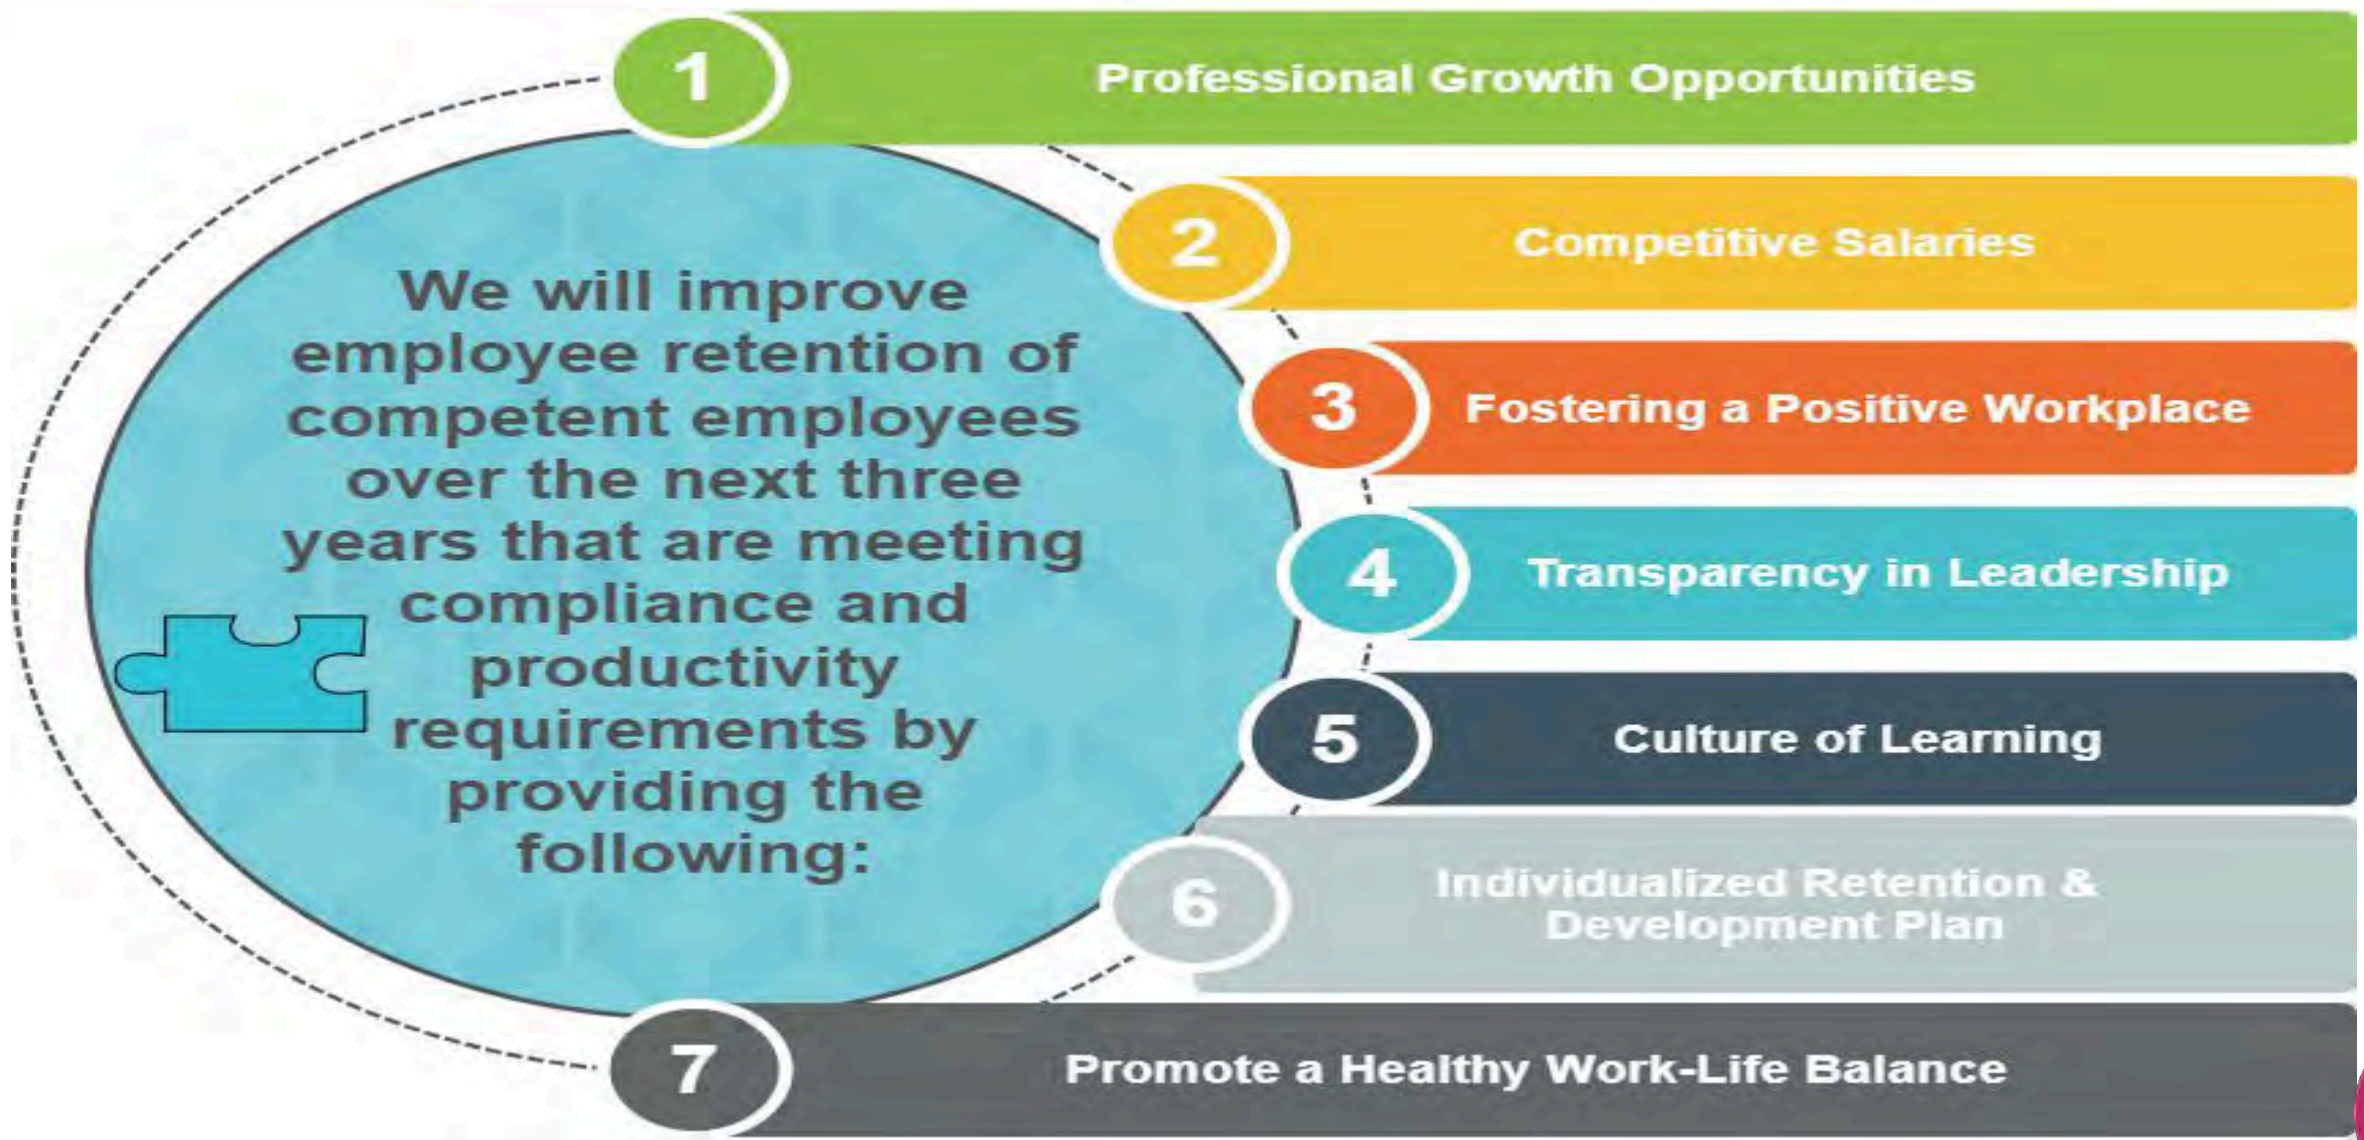 We will improve
employee retention of
competent employees
over the next three
years that are meeting
compliance and
productivity
requirements by
providing the
following:
1 Professional Growth Opportunities
2 Competitive Salaries
3 Fostering a Positive Workplace
4 Transparency in Leadership
5 Culture of Learning
6 Individualized Retention &
Development Plan
7 Promote a Healthy Work-Life Balance